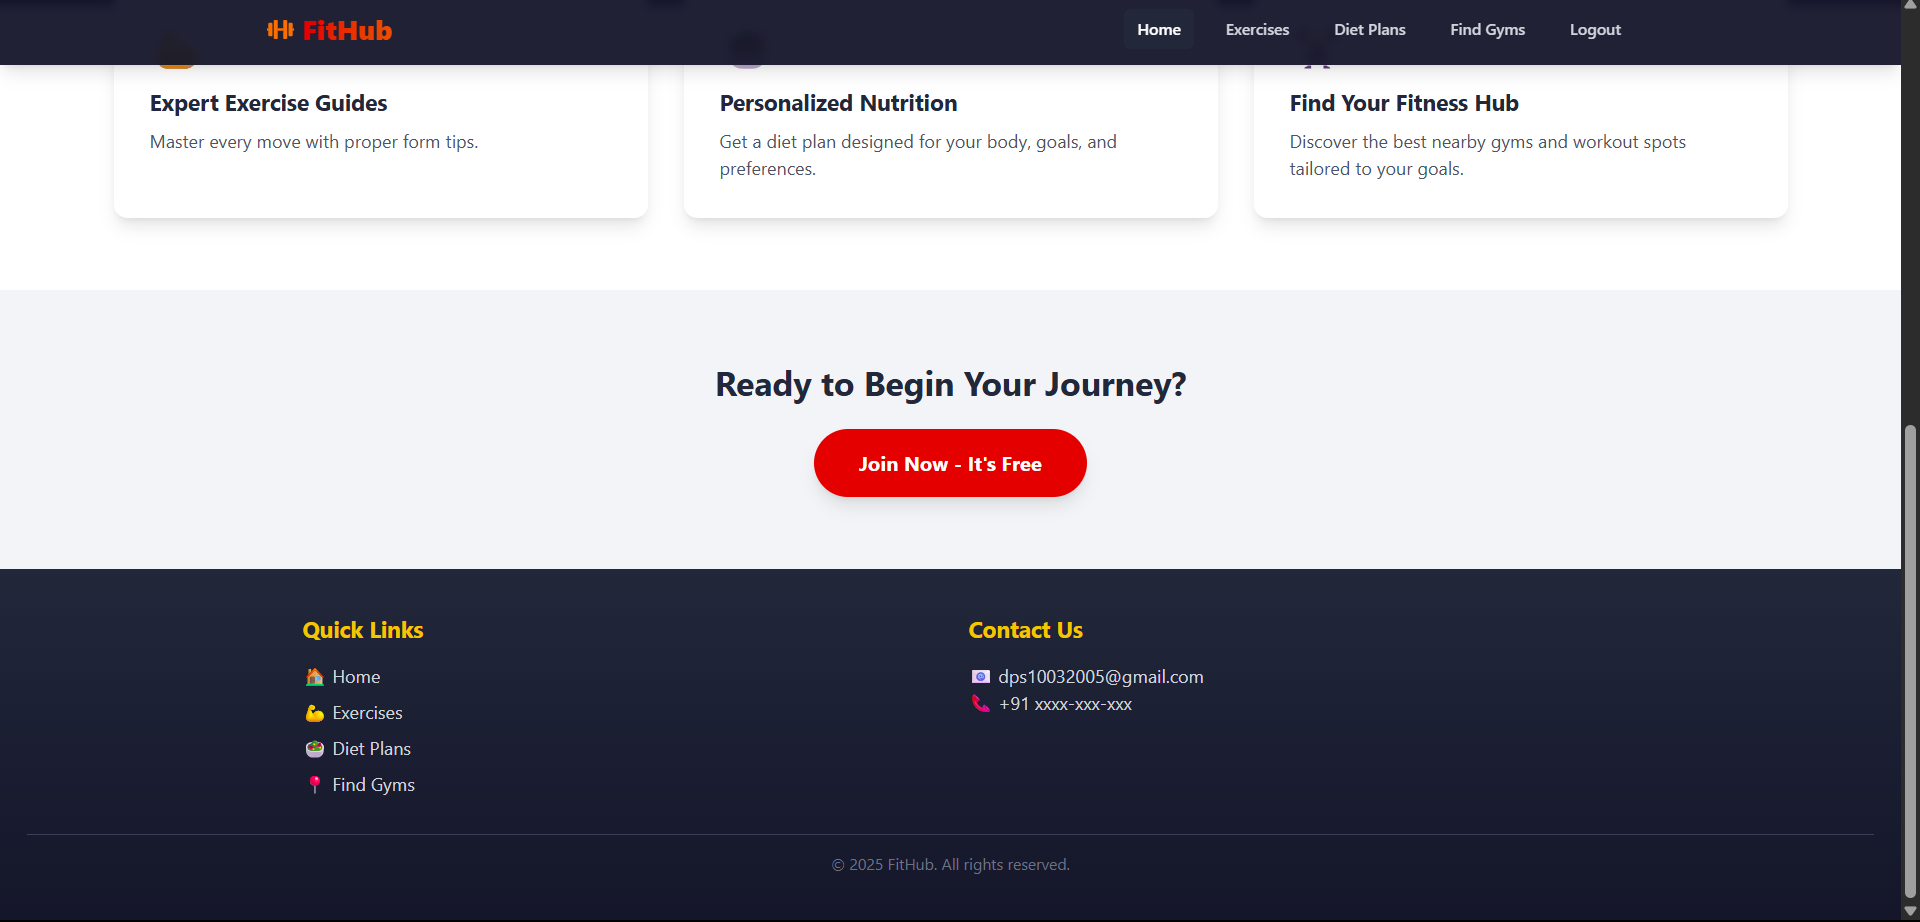 FitHub
Home Exercises Diet Plans Find Gyms Logout
Expert Exercise Guides
Master every move with proper form tips.
Personalized Nutrition
Get a diet plan designed for your body, goals, and
preferences.
Find Your Fitness Hub
Discover the best nearby gyms and workout spots
tailored to your goals.
Ready to Begin Your Journey?
Join Now - It's Free
Quick Links
Home
Exercises
Diet Plans
Find Gyms
Contact Us
dps10032005@gmail.com
+91 xxxx-xxx-xxx
© 2025 FitHub. All rights reserved.